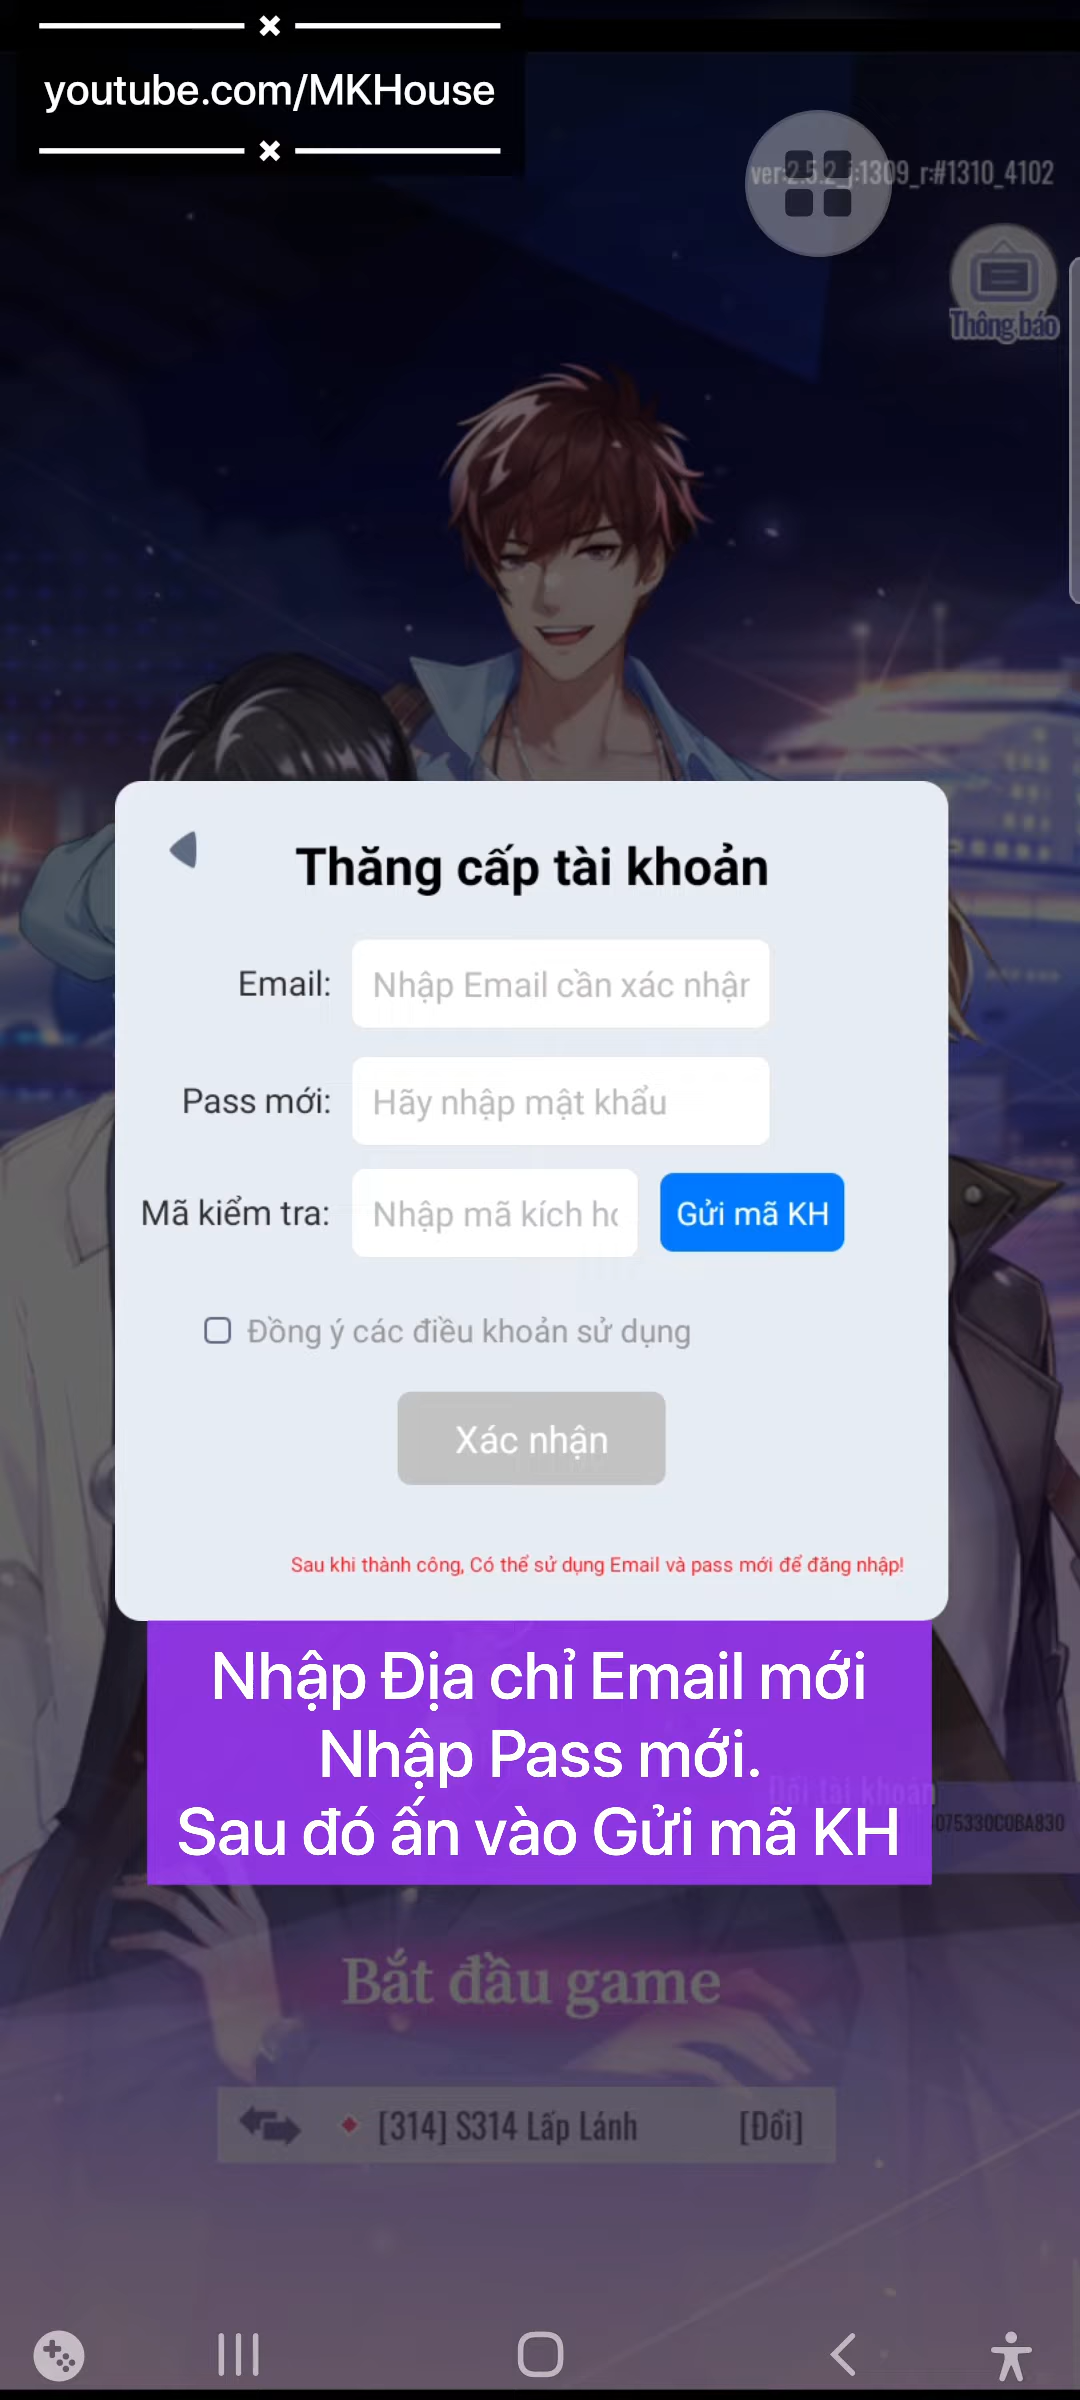 youtube.com/MKHouse
ver:2.5.2_j:1309_r:#1310_4102
Thông báo
Thăng cấp tài khoản
Email:
Nhập Email cần xác nhận
Pass mới:
Hãy nhập mật khẩu
Mã kiểm tra:
Nhập mã kích ho
Gửi mã KH
Đồng ý các điều khoản sử dụng
Xác nhận
Sau khi thành công, Có thể sử dụng Email và pass mới để đăng nhập!
Nhập Địa chỉ Email mới
Nhập Pass mới.
Sau đó ấn vào Gửi mã KH
Đổi tài khoản
075330C0BA830
Bắt đầu game
[314] S314 Lấp Lánh
[Đổi]